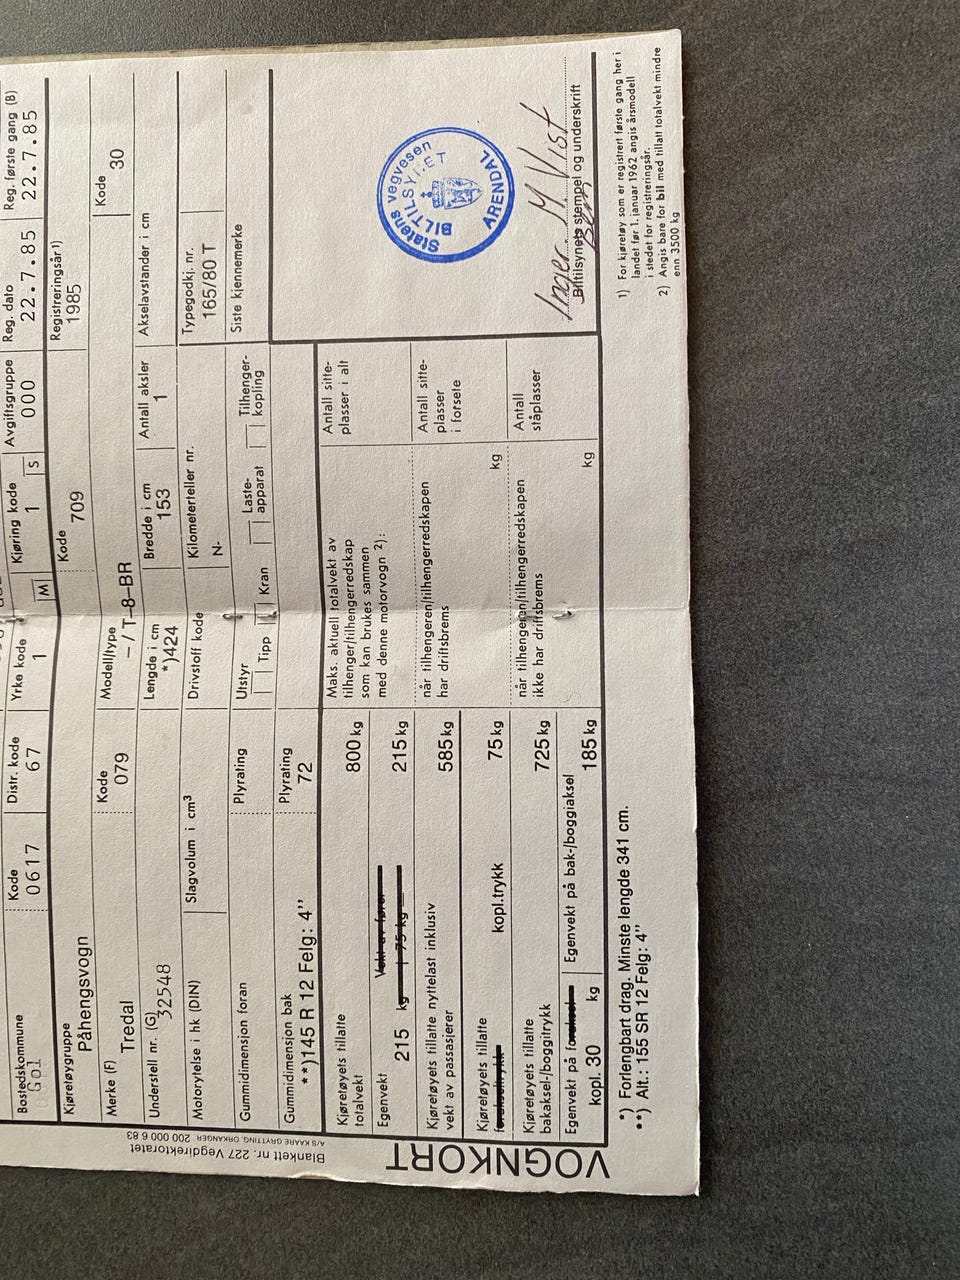 Bostedskommune Kode Distr. kode Yrke kode Kjøring kode Avgiftsgruppe Reg. dato Reg. første gang (B)
Gol 0617 67 1 M 1 S 000 22.7.85 22.7.85
Kjøretøygruppe Kode Registreringsår 1)
Påhengsvogn 709 1985
Merke (F) Kode Modell/type Kode
Tredal 079 – / T–8–BR 30
Understell nr. (G) Lengde i cm Bredde i cm Antall aksler Akselavstander i cm
32548 *)424 153 1
Motorytelse i hk (DIN) Slagvolum i cm³ Drivstoff kode Kilometerteller nr. Typegodkj. nr.
N- 165/80 T
Gummidimensjon foran Plyrating Utstyr Siste kjennemerke
Tipp Kran Laste-apparat Tilhenger-kopling
Gummidimensjon bak Plyrating
**)145 R 12 Felg: 4” 72
Kjøretøyets tillatte totalvekt 800 kg
Egenvekt Vekt av fører
215 kg 75 kg 215 kg
Kjøretøyets tillatte nyttelast inklusiv vekt av passasjerer 585 kg
Kjøretøyets tillatte kopl.trykk 75 kg
Kjøretøyets tillatte bakaksel-/boggitrykk 725 kg
Egenvekt på Egenvekt på bak-/boggiaksel
kopl. 30 kg 185 kg
Maks. aktuell totalvekt av
tilhenger/tilhengerredskap
som kan brukes sammen
med denne motorvogn 2):
når tilhengeren/tilhengerredskapen
har driftsbrems kg
når tilhengeren/tilhengerredskapen
ikke har driftsbrems kg
Antall sitte-
plasser i alt
Antall sitte-
plasser
i forsete
Antall
ståplasser
Statens vegvesen
BILTILSYNET
ARENDAL
Inger M. Vist
Biltilsynets stempel og underskrift
*) Forlengbart drag. Minste lengde 341 cm.
**) Alt.: 155 SR 12 Felg: 4”
1) For kjøretøy som er registrert første gang her i
landet før 1. januar 1962 angis årsmodell
i stedet for registreringsår.
2) Angis bare for bil med tillatt totalvekt mindre
enn 3500 kg
VOGNKORT
Blankett nr. 227 Vegdirektoratet
A/S KAARE GRYTTING, ORKANGER 200 000 6 83